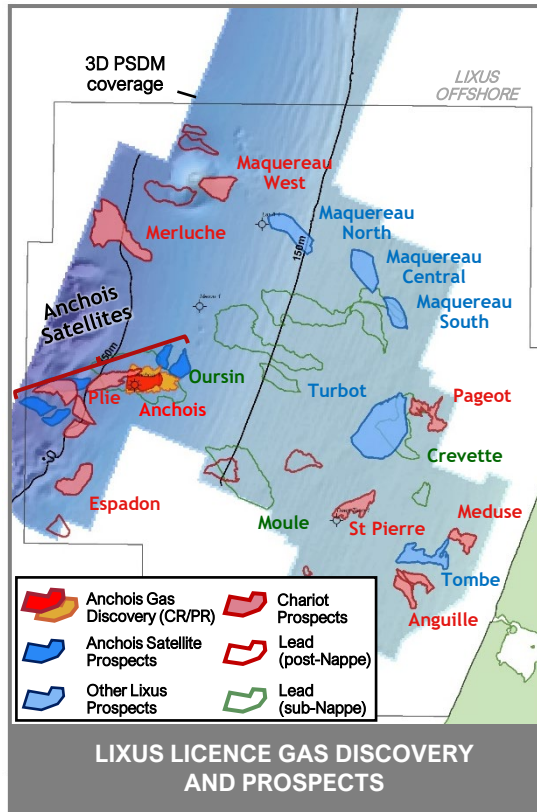 3D PSDM
coverage
LIXUS
OFFSHORE
Maquereau
West
Merluche
Maquereau
North
150m
Maquereau
Central
Maquereau
South
Anchois
Satellites
Oursin
Plie
Anchois
Turbot
Pageot
Crevette
Espadon
Moule
St Pierre
Meduse
Tombe
Anguille
Anchois Gas
Discovery (CR/PR)
Chariot
Prospects
Anchois Satellite
Prospects
Lead
(post-Nappe)
Other Lixus
Prospects
Lead
(sub-Nappe)
LIXUS LICENCE GAS DISCOVERY
AND PROSPECTS